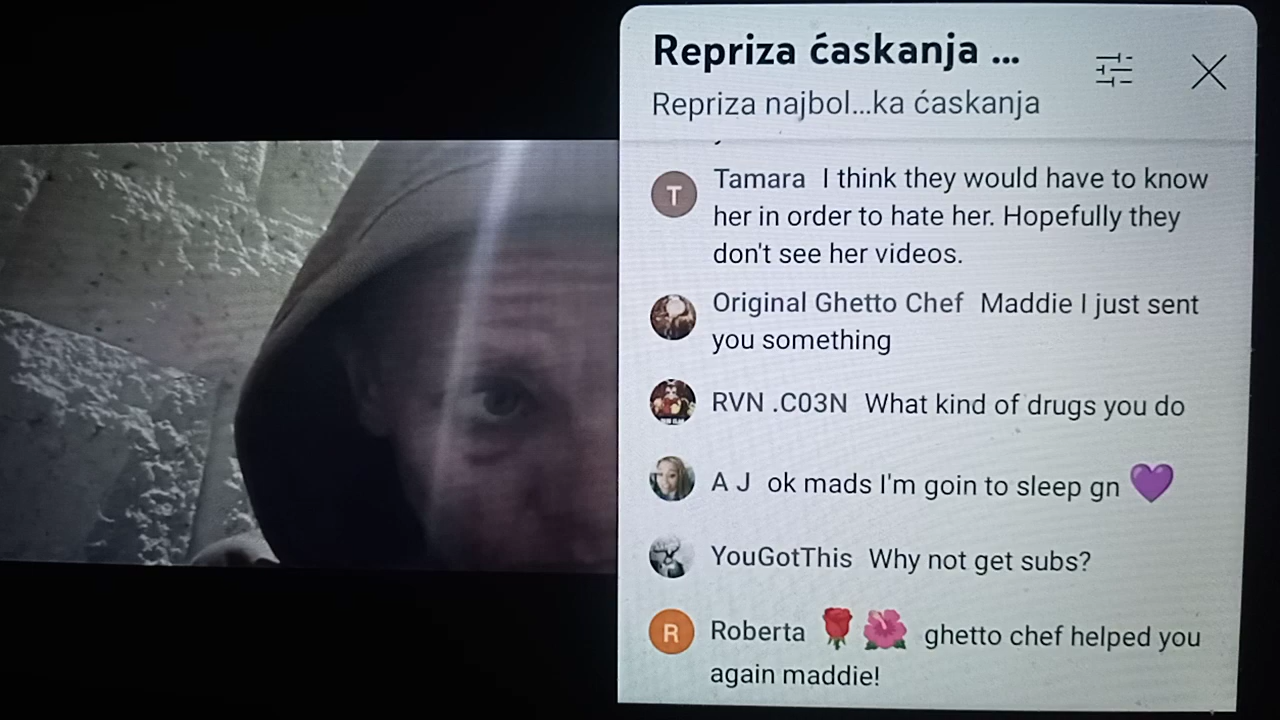 Repriza ćaskanja ...
Repriza najbol...ka ćaskanja
T
Tamara I think they would have to know
her in order to hate her. Hopefully they
don't see her videos.
Original Ghetto Chef Maddie I just sent
you something
RVN .C03N What kind of drugs you do
A J ok mads I'm goin to sleep gn 💜
YouGotThis Why not get subs?
R
Roberta 🌹🌺 ghetto chef helped you
again maddie!